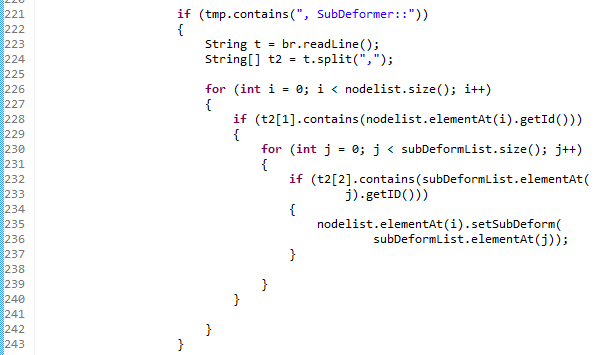 221 if (tmp.contains(", SubDeformer::"))
222 {
223 String t = br.readLine();
224 String[] t2 = t.split(",");
225
226 for (int i = 0; i < nodelist.size(); i++)
227 {
228 if (t2[1].contains(nodelist.elementAt(i).getId()))
229 {
230 for (int j = 0; j < subDeformList.size(); j++)
231 {
232 if (t2[2].contains(subDeformList.elementAt(
233 j).getID()))
234 {
235 nodelist.elementAt(i).setSubDeform(
236 subDeformList.elementAt(j));
237 }
238
239 }
240 }
241
242 }
243 }